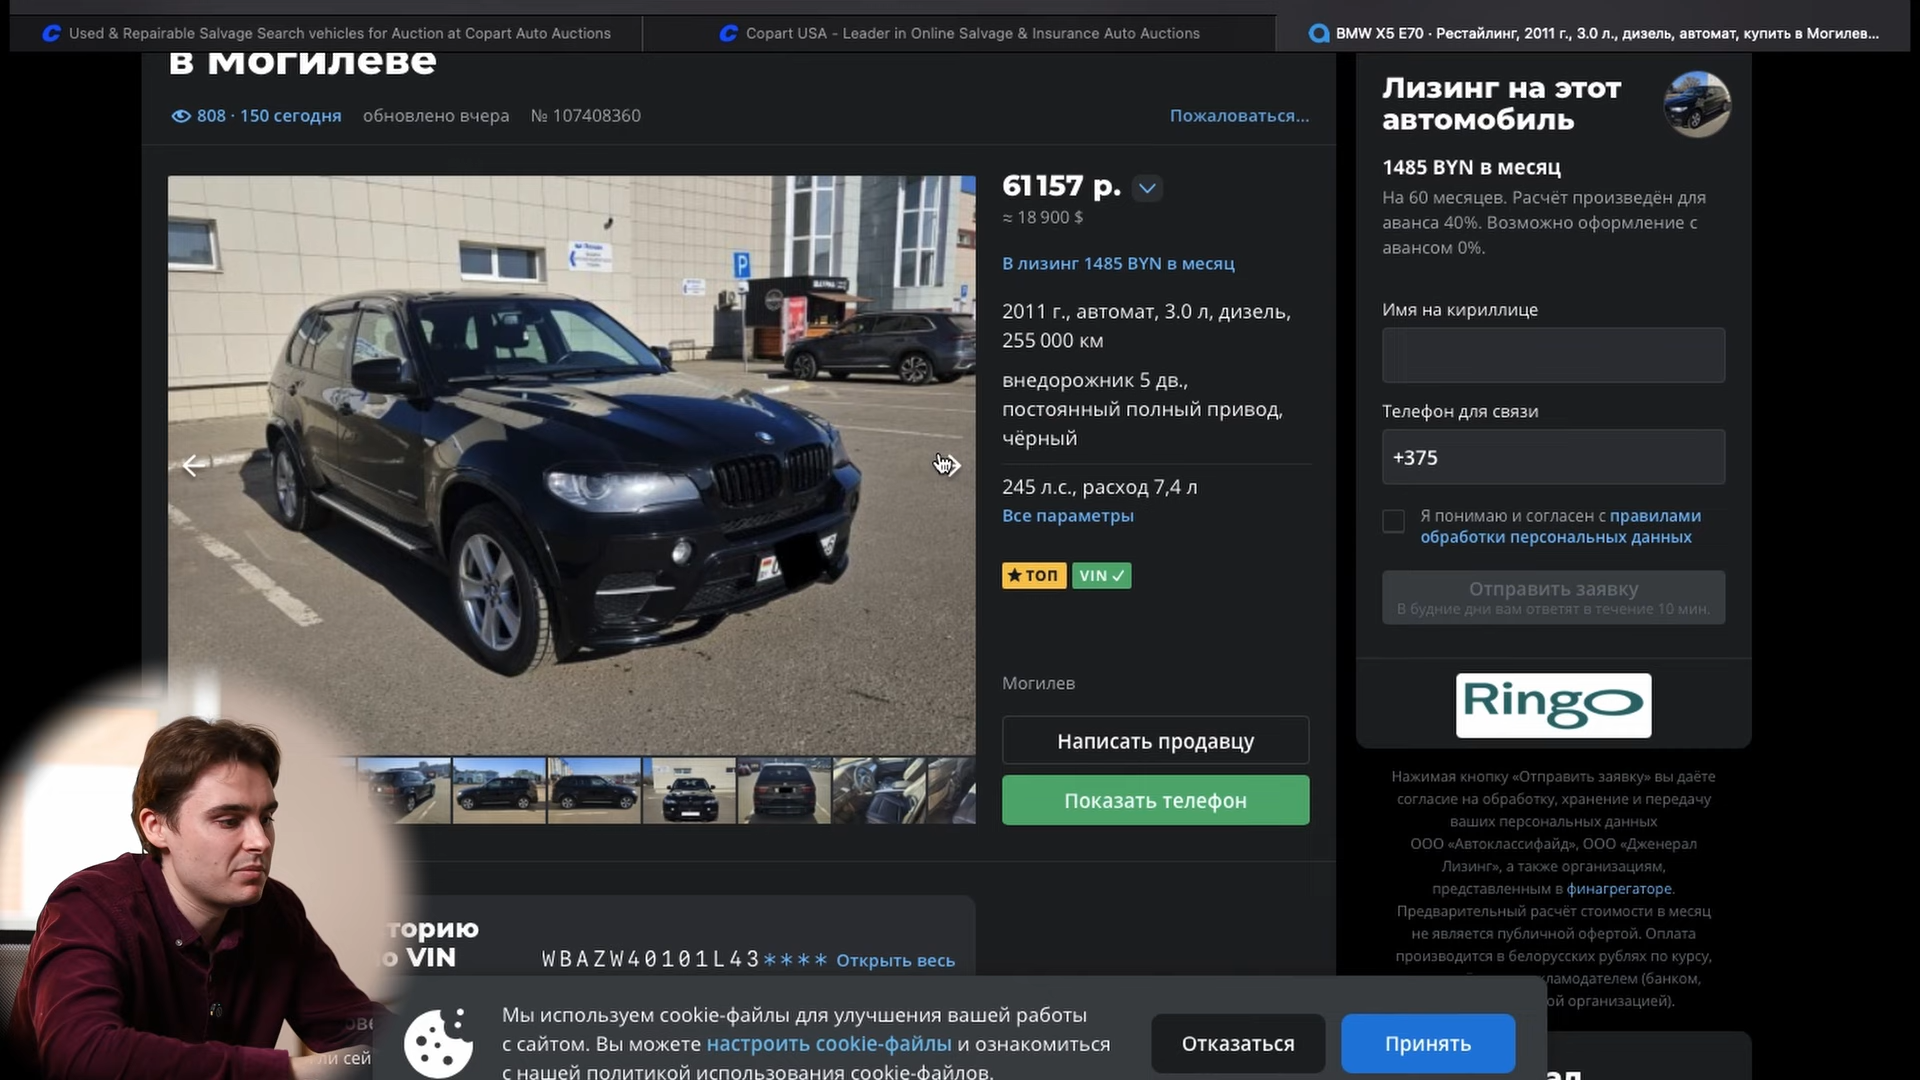 Used & Repairable Salvage Search vehicles for Auction at Copart Auto Auctions
Copart USA - Leader in Online Salvage & Insurance Auto Auctions
BMW X5 E70 · Рестайлинг, 2011 г., 3.0 л., дизель, автомат, купить в Могилев...
в Могилеве
808 · 150 сегодня
обновлено вчера
№ 107408360
Пожаловаться...
61 157 р.
≈ 18 900 $
В лизинг 1485 BYN в месяц
2011 г., автомат, 3.0 л, дизель,
255 000 км
внедорожник 5 дв.,
постоянный полный привод,
чёрный
245 л.с., расход 7,4 л
Все параметры
★ ТОП
VIN ✓
Могилев
Написать продавцу
Показать телефон
P
торию
о VIN
WBAZW40101L43****
Открыть весь
ли сей
Мы используем cookie-файлы для улучшения вашей работы
с сайтом. Вы можете настроить cookie-файлы и ознакомиться
с нашей политикой использования cookie-файлов.
Отказаться
Принять
Лизинг на этот
автомобиль
1485 BYN в месяц
На 60 месяцев. Расчёт произведён для
аванса 40%. Возможно оформление с
авансом 0%.
Имя на кириллице
Телефон для связи
+375
Я понимаю и согласен с правилами
обработки персональных данных
Отправить заявку
В будние дни вам ответят в течение 10 мин.
Ringo
Нажимая кнопку «Отправить заявку» вы даёте
согласие на обработку, хранение и передачу
ваших персональных данных
ООО «Автоклассифайд», ООО «Дженерал
Лизинг», а также организациям,
представленным в финагрегаторе.
Предварительный расчёт стоимости в месяц
не является публичной офертой. Оплата
производится в белорусских рублях по курсу,
кламодателем (банком,
ой организацией).